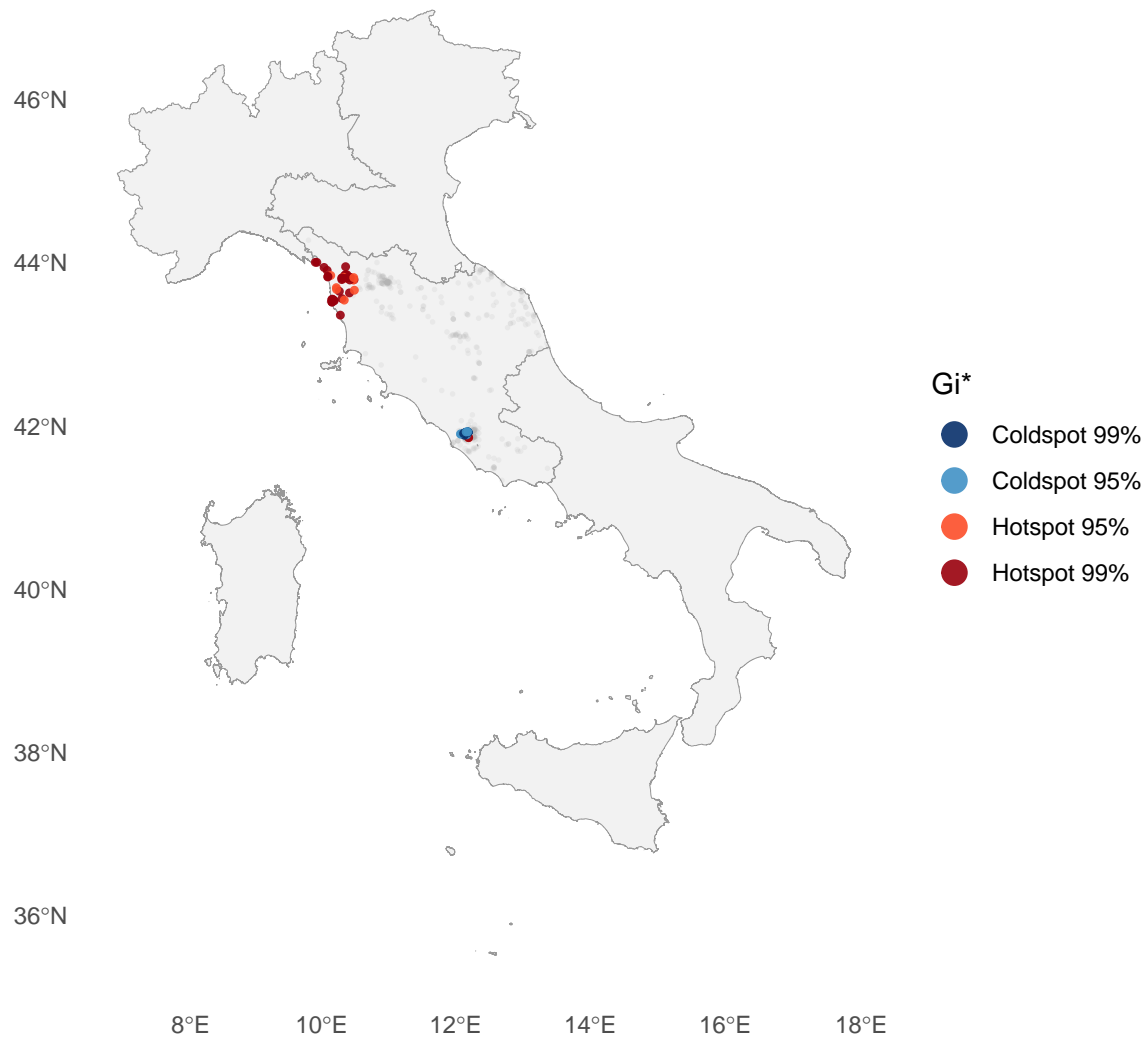 46°N
44°N
42°N
40°N
38°N
36°N
8°E
10°E
12°E
14°E
16°E
18°E
Gi*
Coldspot 99%
Coldspot 95%
Hotspot 95%
Hotspot 99%